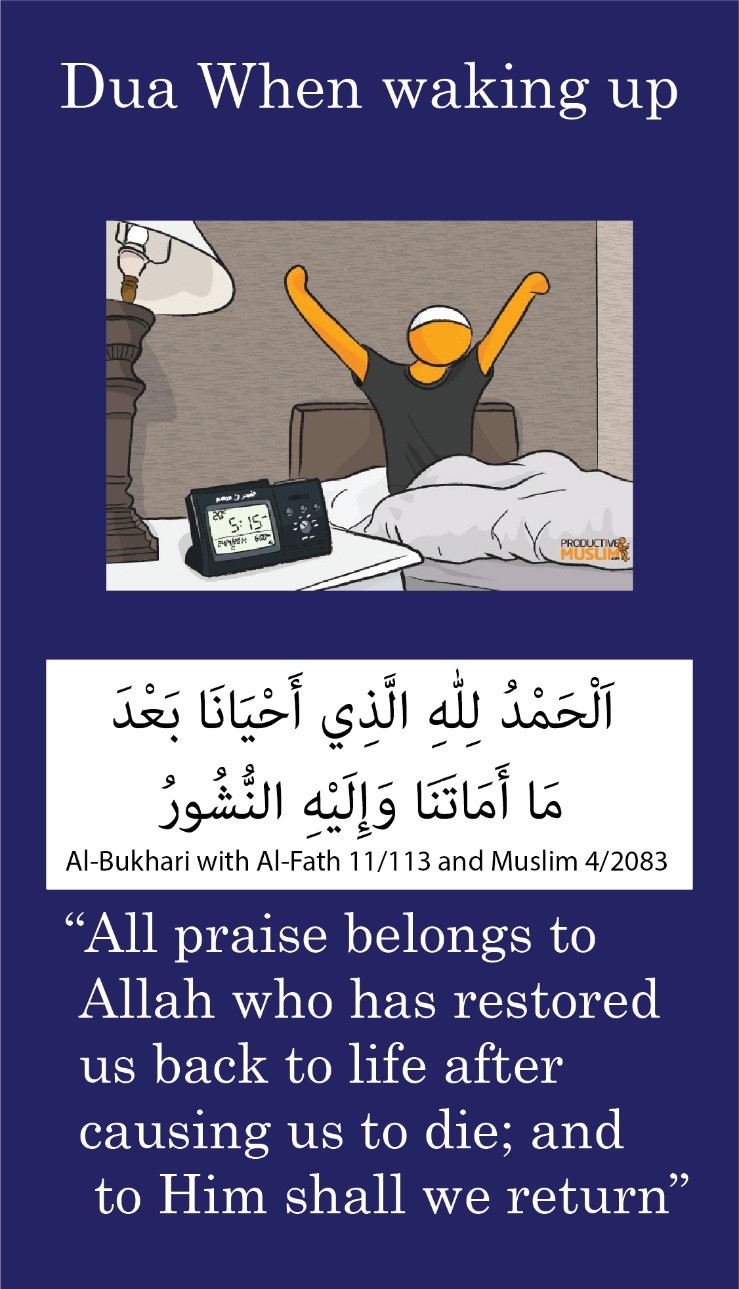 Dua When waking up
5:15
PRODUCTIVE
MUSLIM
اَلْحَمْدُ لِلّٰهِ الَّذِي أَحْيَانَا بَعْدَ
مَا أَمَاتَنَا وَإِلَيْهِ النُّشُورُ
Al-Bukhari with Al-Fath 11/113 and Muslim 4/2083
“All praise belongs to
Allah who has restored
us back to life after
causing us to die; and
to Him shall we return”